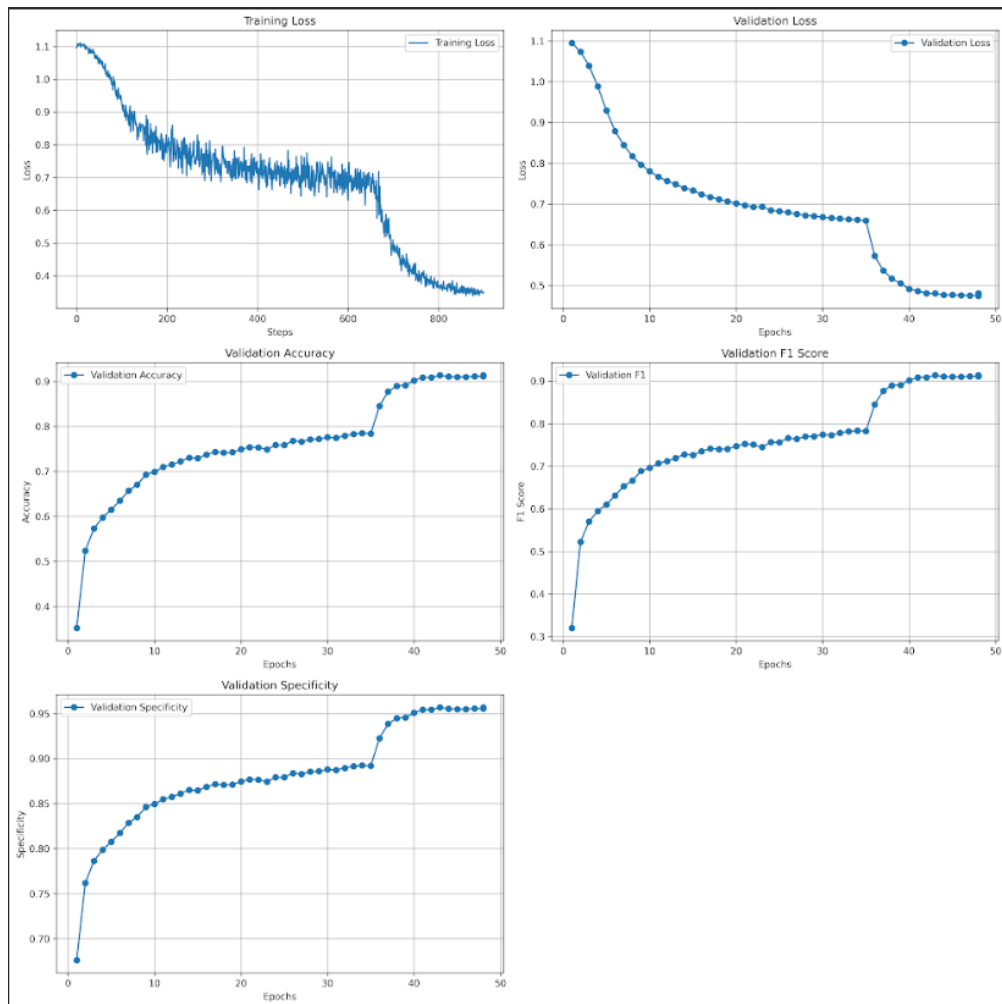 Training Loss
Training Loss
Loss
1.1
1.0
0.9
0.8
0.7
0.6
0.5
0.4
0 200 400 600 800
Steps
Validation Loss
Validation Loss
Loss
1.1
1.0
0.9
0.8
0.7
0.6
0.5
0 10 20 30 40 50
Epochs
Validation Accuracy
Validation Accuracy
Accuracy
0.9
0.8
0.7
0.6
0.5
0.4
0 10 20 30 40 50
Epochs
Validation F1 Score
Validation F1
F1 Score
0.9
0.8
0.7
0.6
0.5
0.4
0.3
0 10 20 30 40 50
Epochs
Validation Specificity
Validation Specificity
Specificity
0.95
0.90
0.85
0.80
0.75
0.70
0 10 20 30 40 50
Epochs